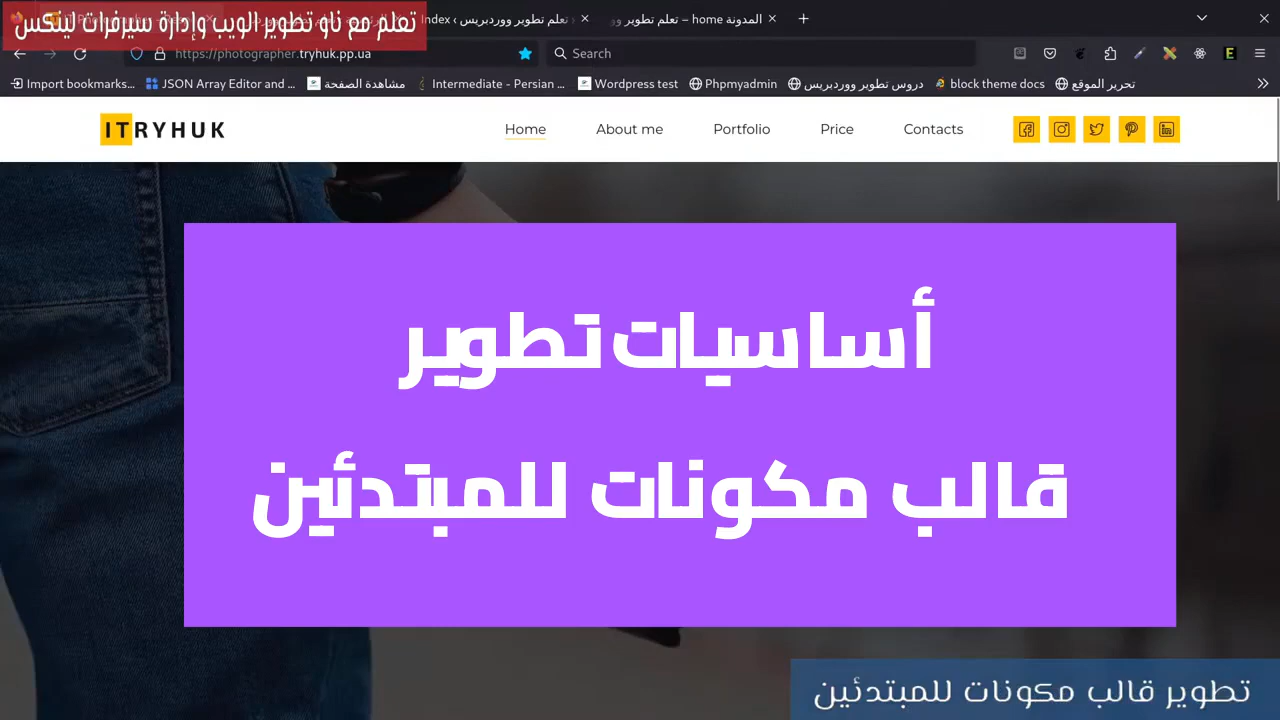 تعلم مع ناو تطوير الويب وإدارة سيرفرات لينكس
Index ‹ تعلم تطوير ووردبريس
المدونة home – تعلم تطوير وور
https://photographer.tryhuk.pp.ua
Search
Import bookmarks...
JSON Array Editor and ...
مشاهدة الصفحة
Intermediate - Persian ...
Wordpress test
Phpmyadmin
دروس تطوير ووردبريس
block theme docs
تحرير الموقع
ITRYHUK
Home
About me
Portfolio
Price
Contacts
أساسيات تطوير
قالب مكونات للمبتدئين
تطوير قالب مكونات للمبتدئين